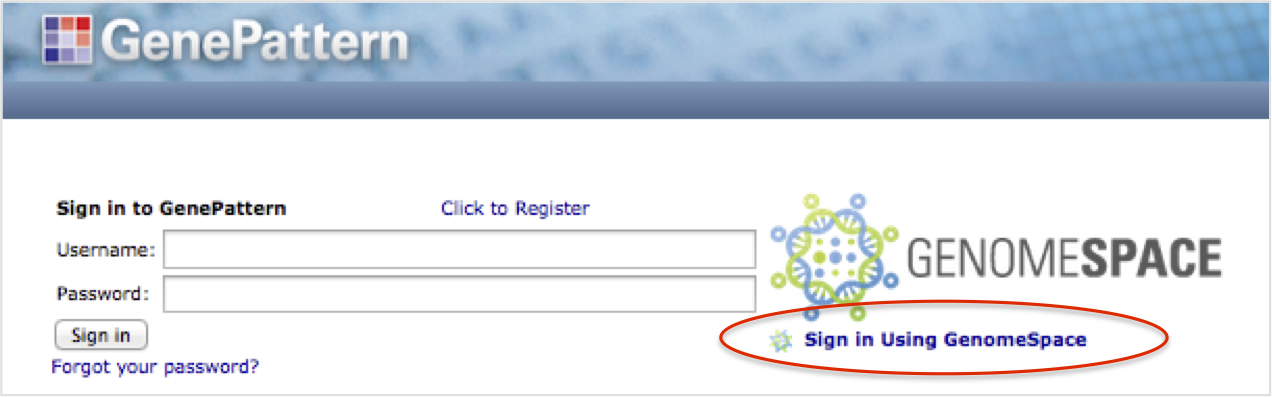 GenePattern
Sign in to GenePattern
Click to Register
Username:
Password:
Sign in
Forgot your password?
GENOMESPACE
Sign in Using GenomeSpace